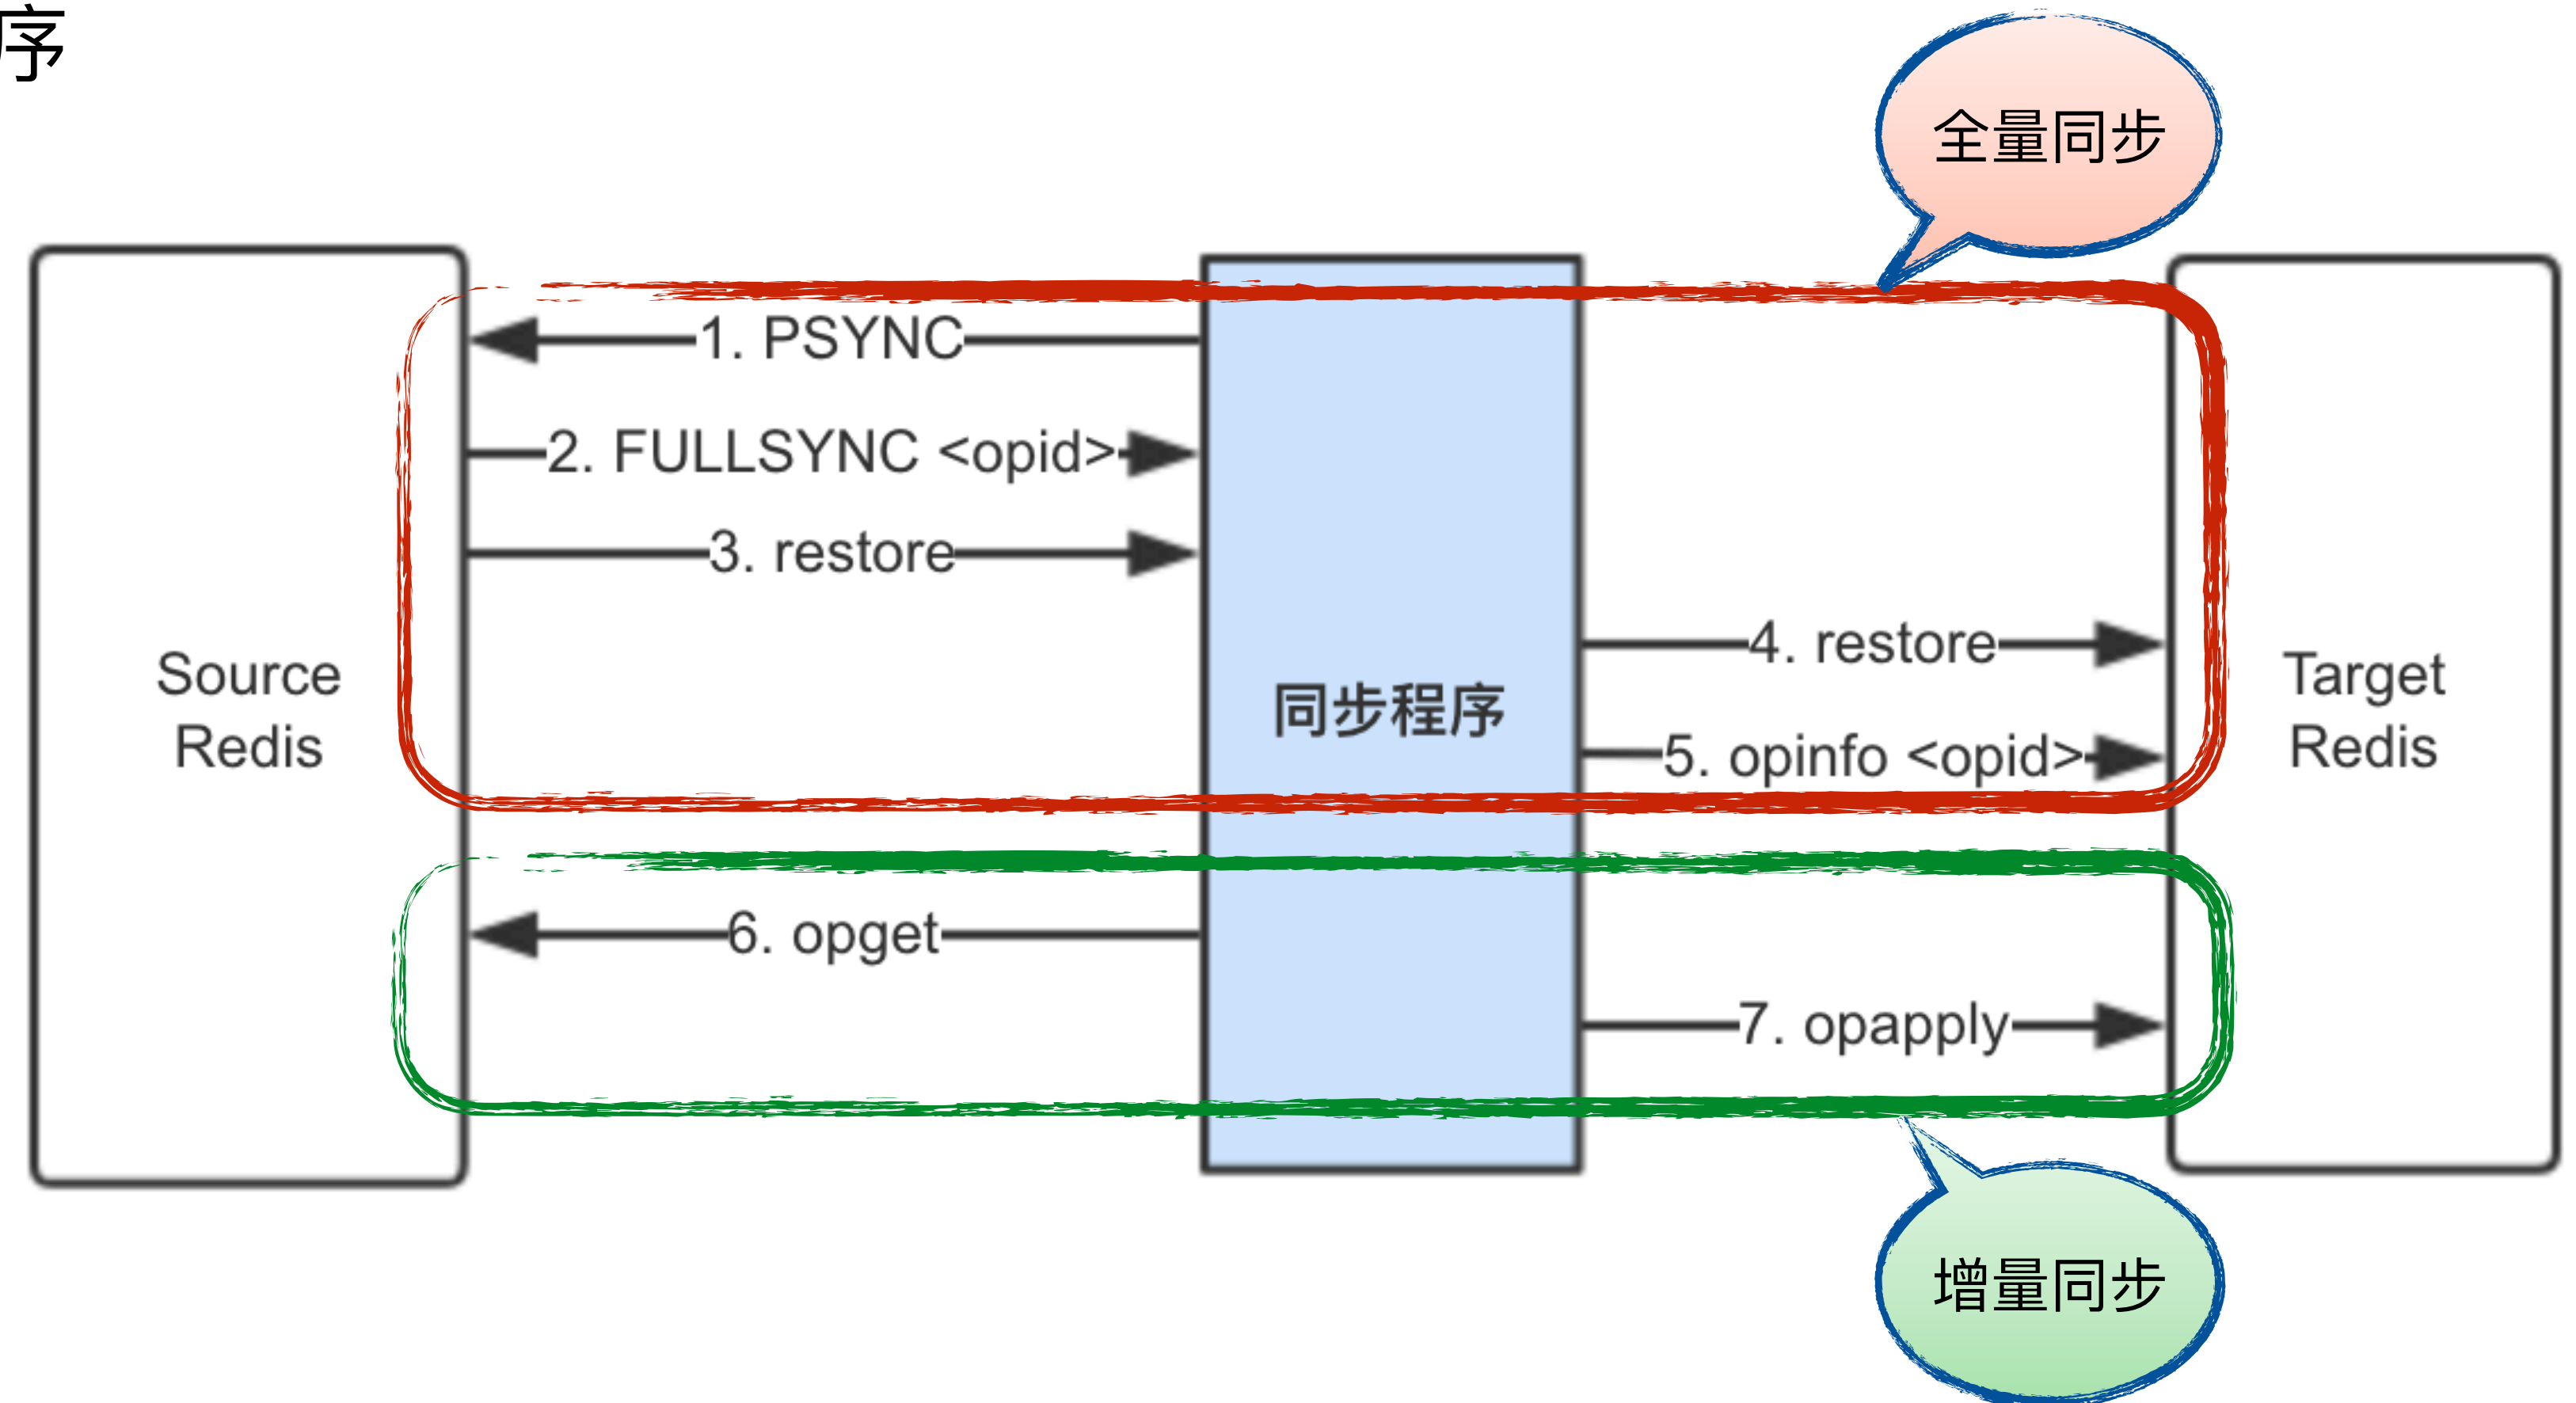 序
全量同步
1. PSYNC
2. FULLSYNC <opid>
3. restore
4. restore
5. opinfo <opid>
Source
Redis
同步程序
Target
Redis
6. opget
7. opapply
增量同步